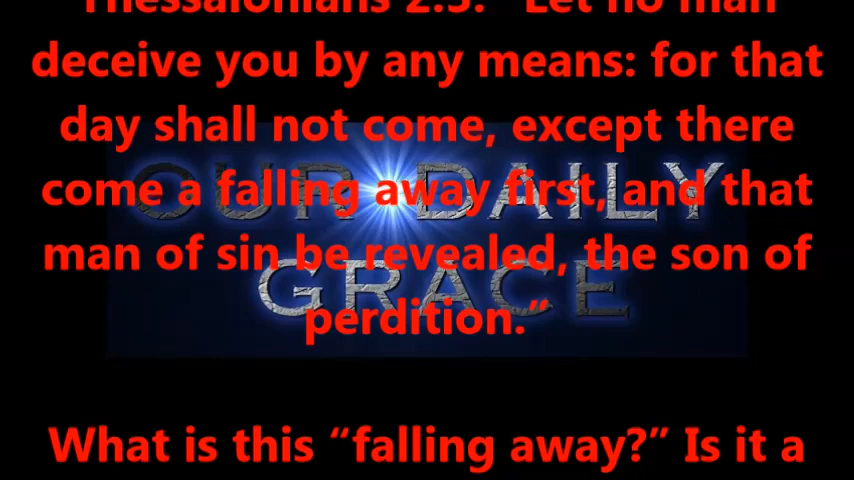 Thessalonians 2:3: “Let no man
deceive you by any means: for that
day shall not come, except there
come a falling away first, and that
man of sin be revealed, the son of
perdition.”
What is this “falling away?” Is it a
OUR DAILY
GRACE